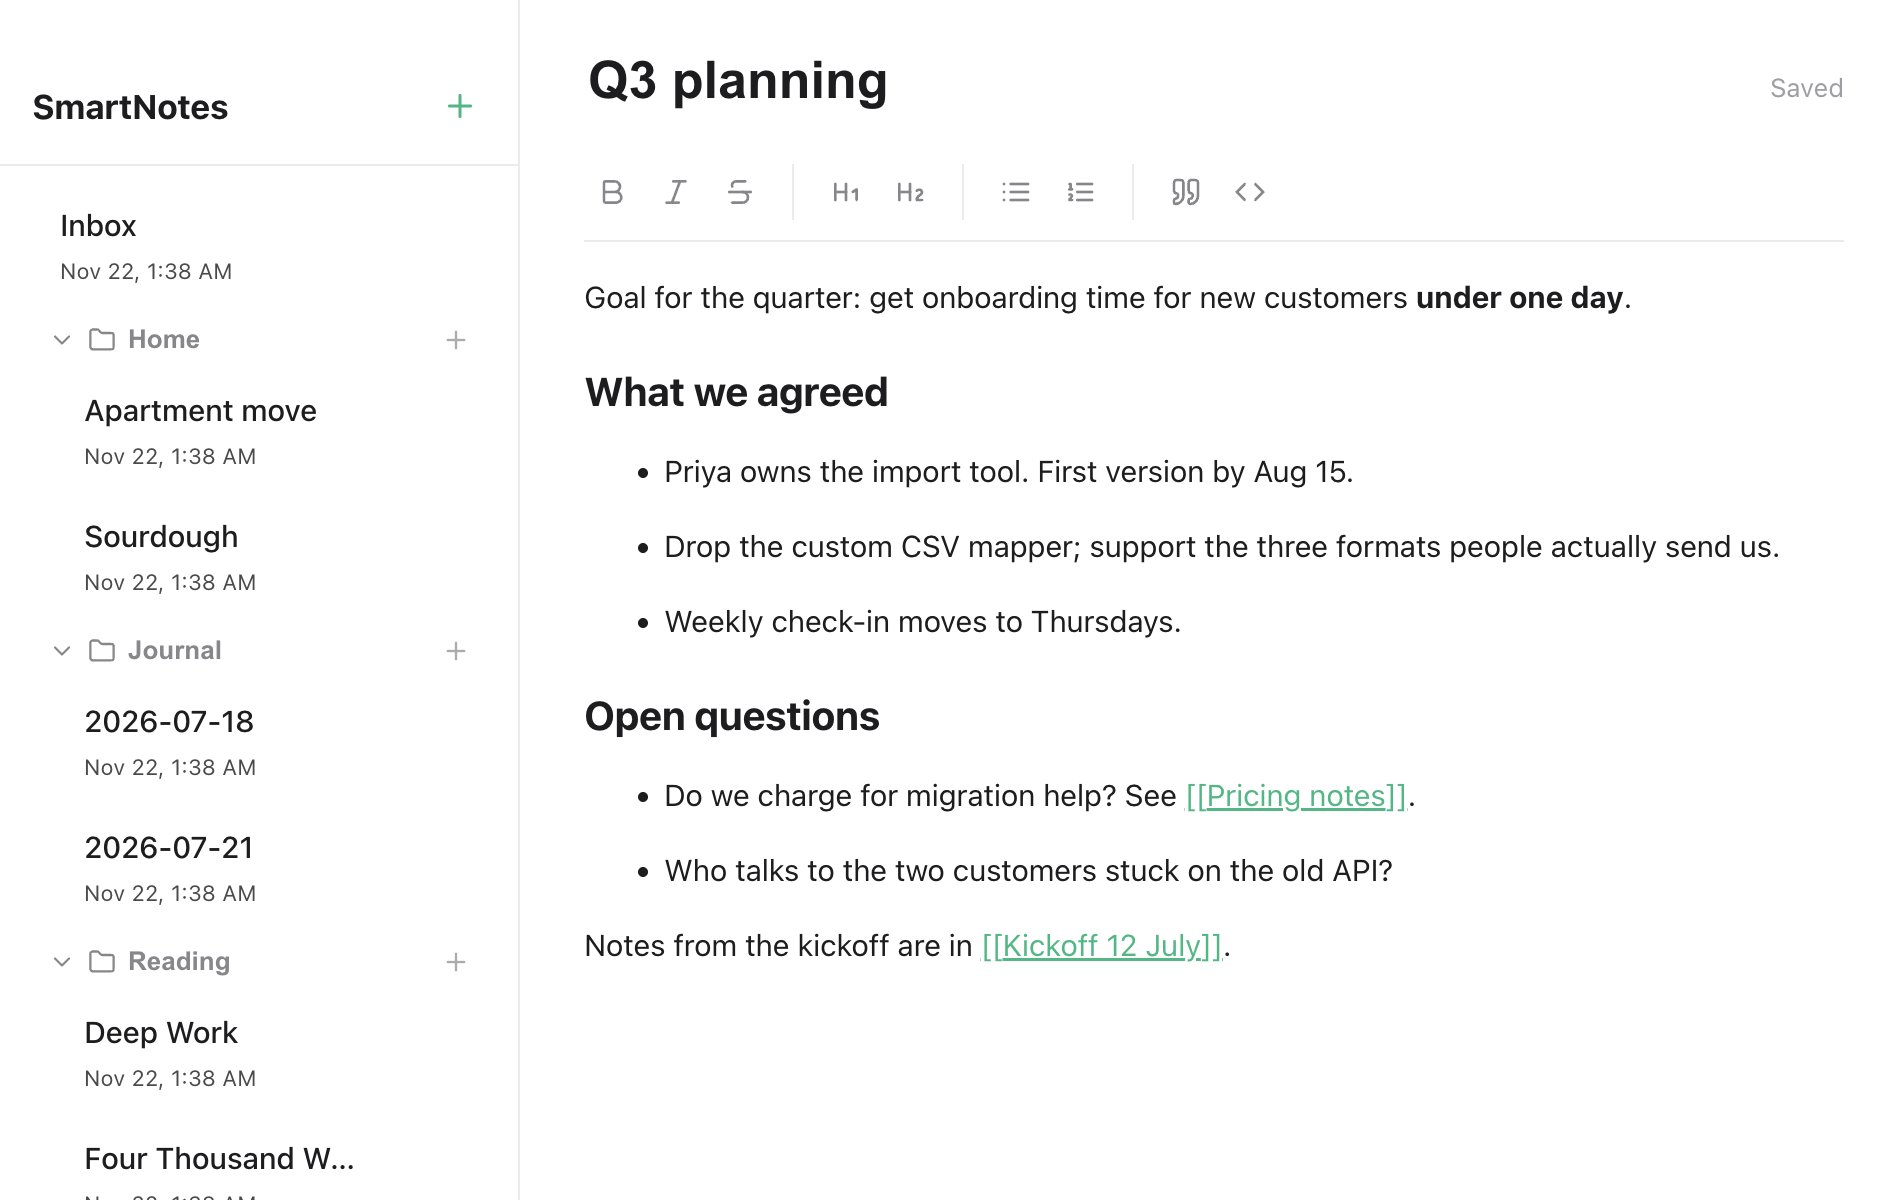 SmartNotes
Inbox
Nov 22, 1:38 AM
Home
Apartment move
Nov 22, 1:38 AM
Sourdough
Nov 22, 1:38 AM
Journal
2026-07-18
Nov 22, 1:38 AM
2026-07-21
Nov 22, 1:38 AM
Reading
Deep Work
Nov 22, 1:38 AM
Four Thousand W...
Q3 planning
Saved
B I S H1 H2
Goal for the quarter: get onboarding time for new customers under one day.
What we agreed
• Priya owns the import tool. First version by Aug 15.
• Drop the custom CSV mapper; support the three formats people actually send us.
• Weekly check-in moves to Thursdays.
Open questions
• Do we charge for migration help? See [[Pricing notes]].
• Who talks to the two customers stuck on the old API?
Notes from the kickoff are in [[Kickoff 12 July]].